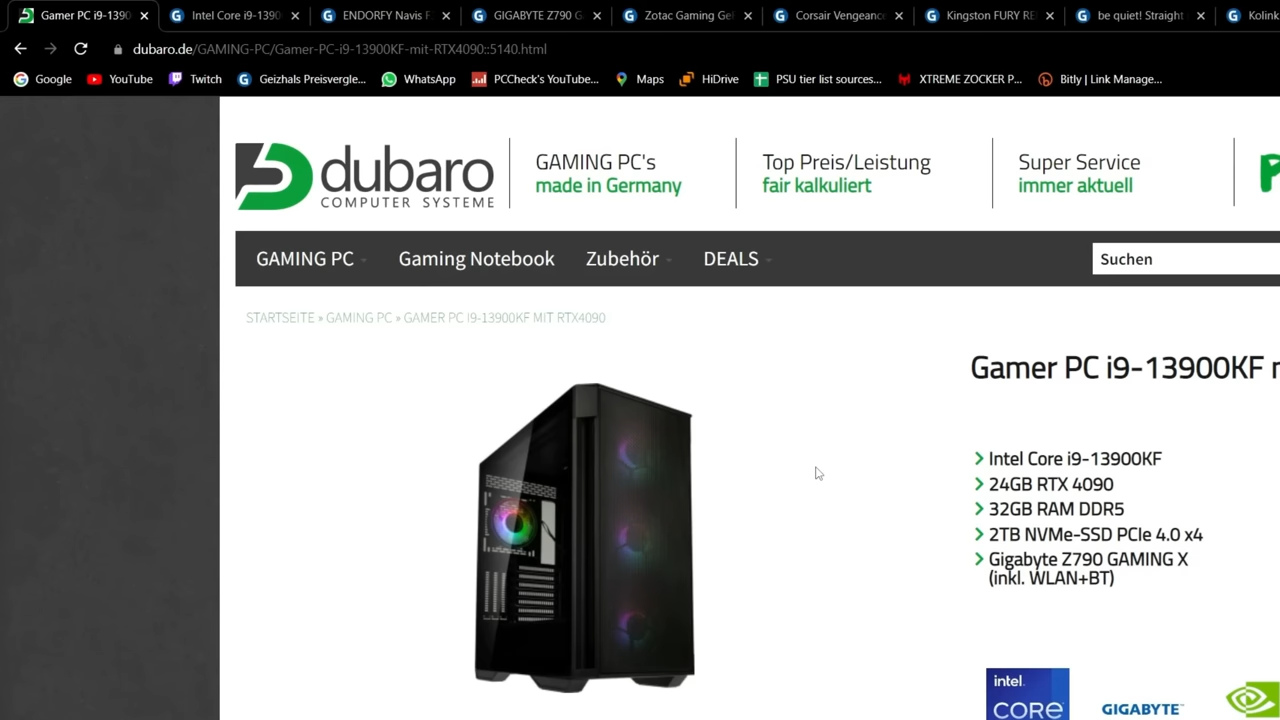 Gamer PC i9-1390
Intel Core i9-1390
ENDORFY Navis F
GIGABYTE Z790 G
Zotac Gaming Ge
Corsair Vengeanc
Kingston FURY RE
be quiet! Straight
Kolink
dubaro.de/GAMING-PC/Gamer-PC-i9-13900KF-mit-RTX4090::5140.html
Google
YouTube
Twitch
Geizhals Preisvergle...
WhatsApp
PCCheck's YouTube...
Maps
HiDrive
PSU tier list sources...
XTREME ZOCKER P...
Bitly | Link Manage...
dubaro
COMPUTER SYSTEME
GAMING PC's
made in Germany
Top Preis/Leistung
fair kalkuliert
Super Service
immer aktuell
P
GAMING PC
Gaming Notebook
Zubehör
DEALS
Suchen
STARTSEITE » GAMING PC » GAMER PC I9-13900KF MIT RTX4090
Gamer PC i9-13900KF
Intel Core i9-13900KF
24GB RTX 4090
32GB RAM DDR5
2TB NVMe-SSD PCIe 4.0 x4
Gigabyte Z790 GAMING X
(inkl. WLAN+BT)
intel.
CORE
GIGABYTE™